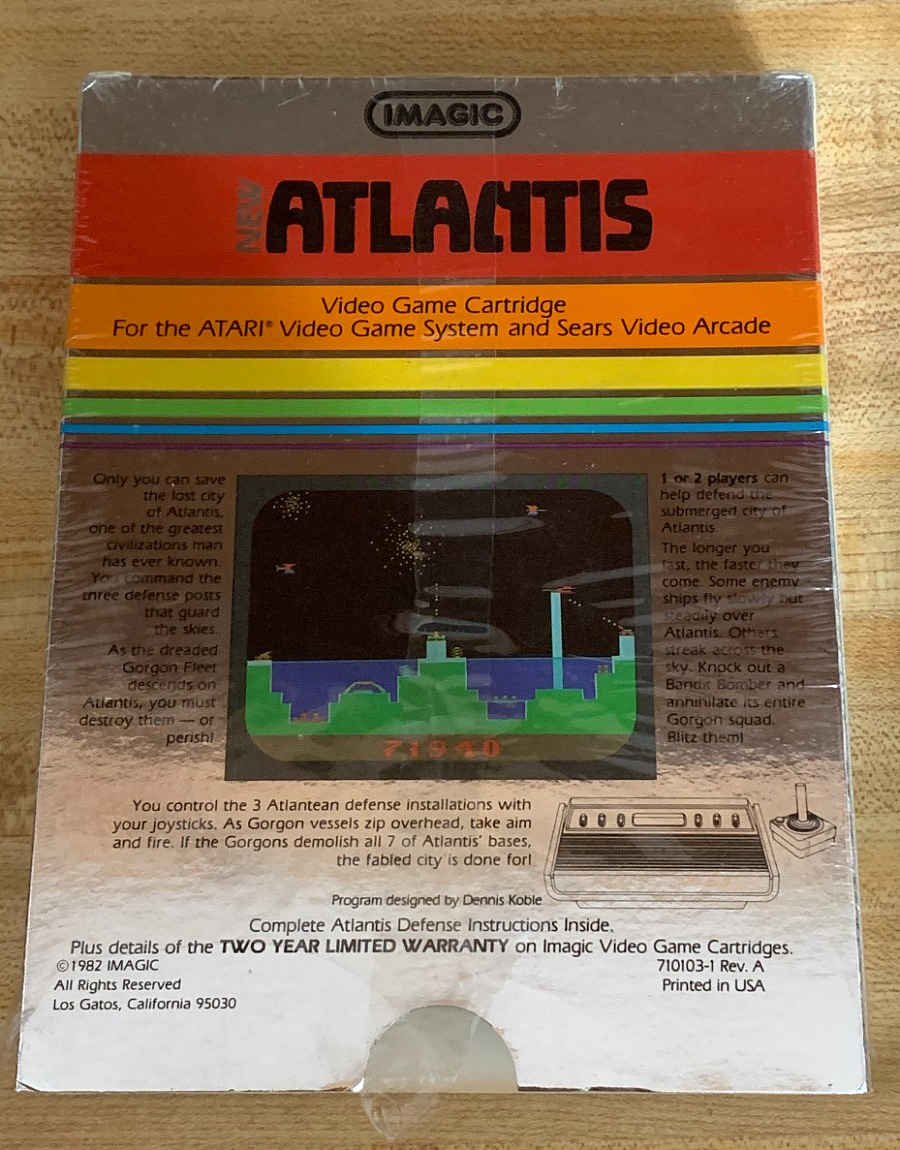 IMAGIC
NEW
ATLANTIS
Video Game Cartridge
For the ATARI® Video Game System and Sears Video Arcade
Only you can save
the lost city
of Atlantis,
one of the greatest
civilizations man
has ever known.
You command the
three defense posts
that guard
the skies.
As the dreaded
Gorgon Fleet
descends on
Atlantis, you must
destroy them — or
perish!
71940
1 or 2 players can
help defend the
submerged city of
Atlantis.
The longer you
last, the faster they
come. Some enemy
ships fly slowly but
steadily over
Atlantis. Others
streak across the
sky. Knock out a
Bandit Bomber and
annihilate its entire
Gorgon squad.
Blitz them!
You control the 3 Atlantean defense installations with
your joysticks. As Gorgon vessels zip overhead, take aim
and fire. If the Gorgons demolish all 7 of Atlantis' bases,
the fabled city is done for!
Program designed by Dennis Koble
Complete Atlantis Defense Instructions Inside.
Plus details of the TWO YEAR LIMITED WARRANTY on Imagic Video Game Cartridges.
©1982 IMAGIC
All Rights Reserved
Los Gatos, California 95030
710103-1 Rev. A
Printed in USA